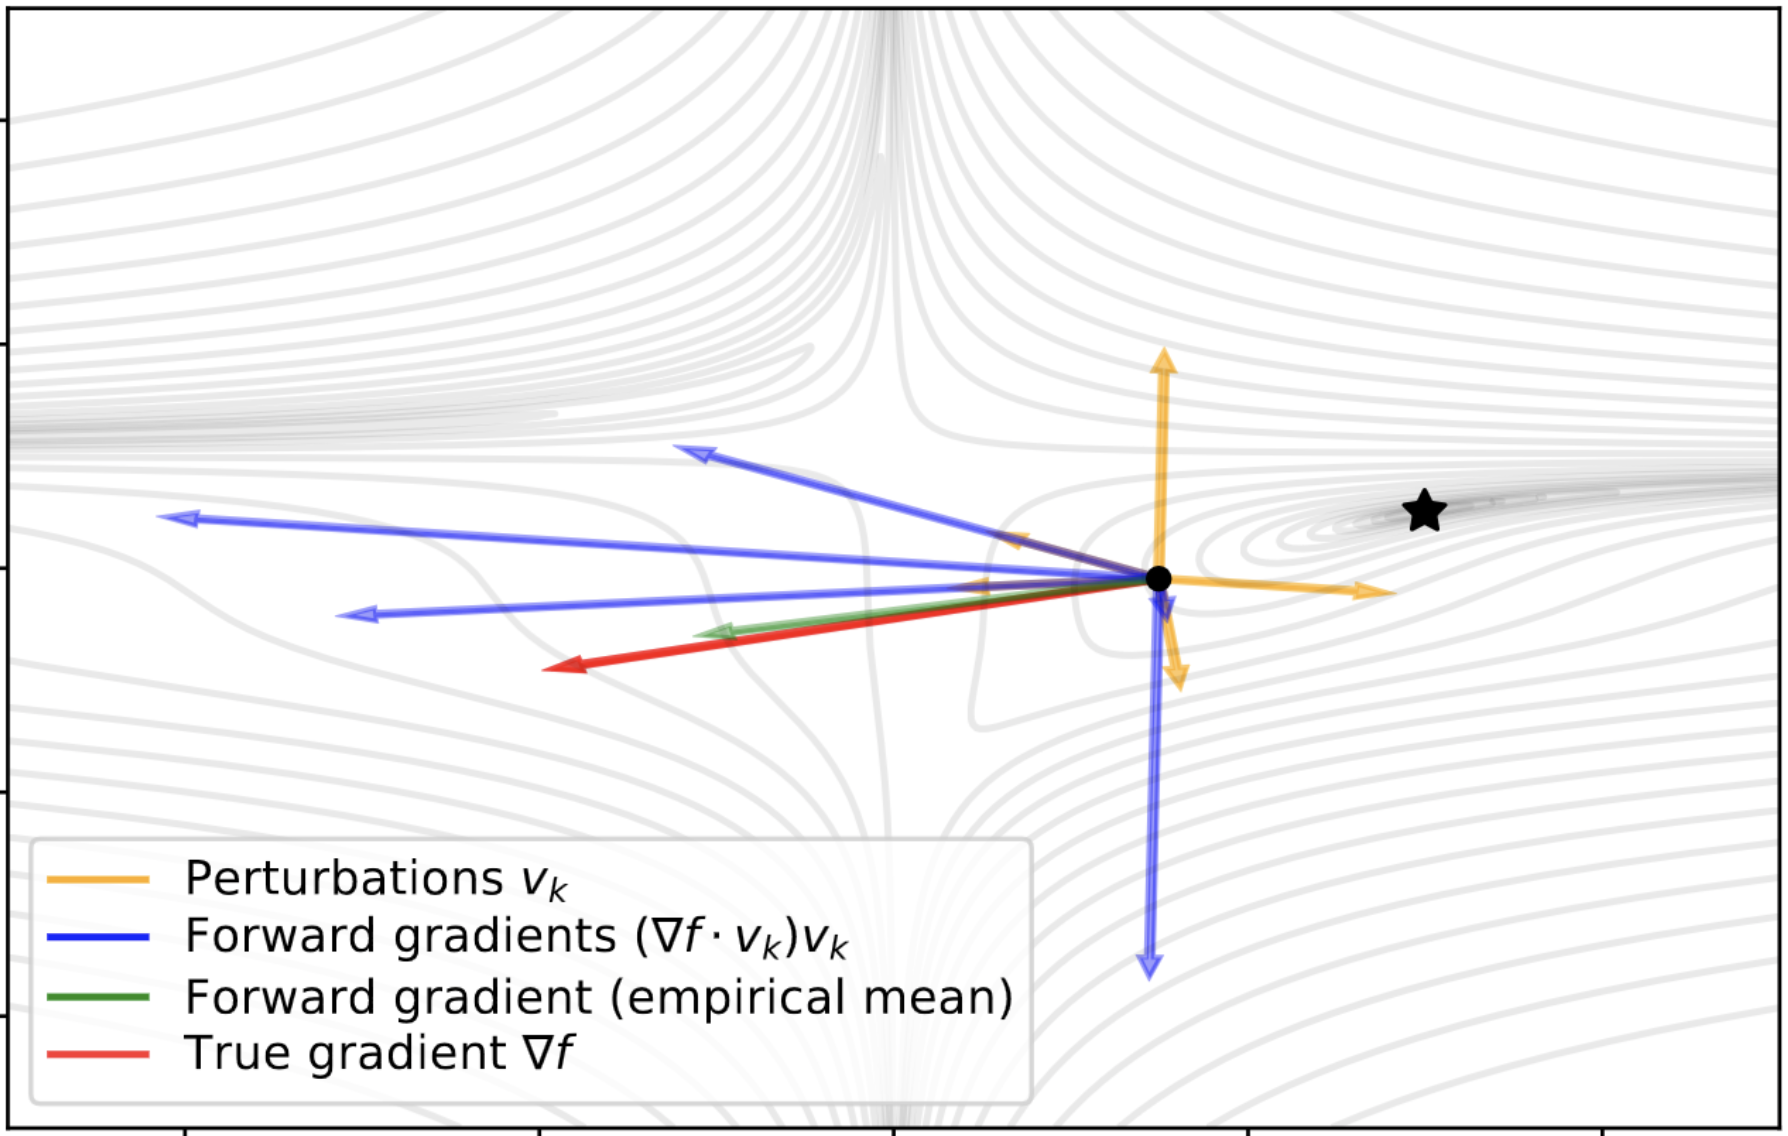 Perturbations vₖ
Forward gradients (∇f · vₖ)vₖ
Forward gradient (empirical mean)
True gradient ∇f